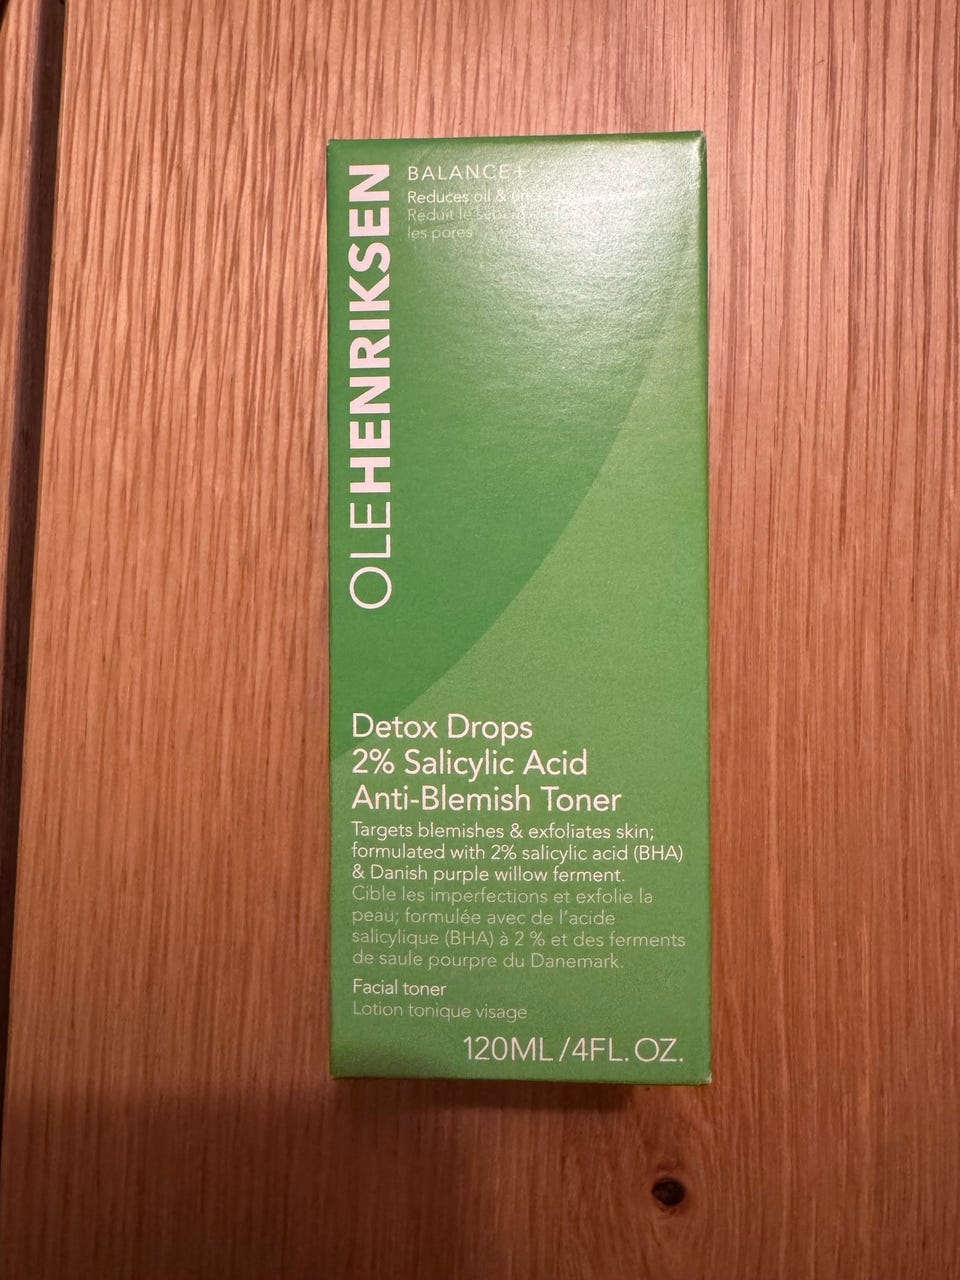 OLEHENRIKSEN
BALANCE+
Reduces oil &
Réduit le
les pores
Detox Drops
2% Salicylic Acid
Anti-Blemish Toner
Targets blemishes & exfoliates skin;
formulated with 2% salicylic acid (BHA)
& Danish purple willow ferment.
Cible les imperfections et exfolie la
peau; formulée avec de l'acide
salicylique (BHA) à 2 % et des ferments
de saule pourpre du Danemark.
Facial toner
Lotion tonique visage
120ML/4FL. OZ.